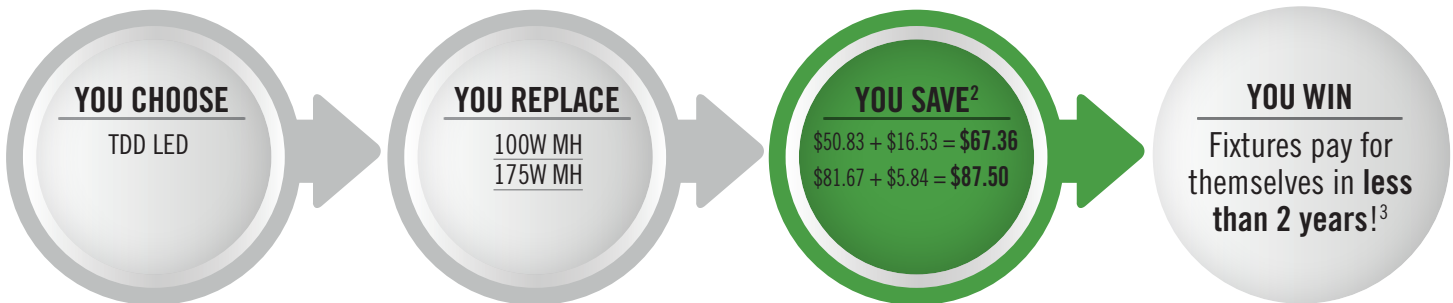 YOU CHOOSE
TDD LED
YOU REPLACE
100W MH
175W MH
YOU SAVE²
$50.83 + $16.53 = $67.36
$81.67 + $5.84 = $87.50
YOU WIN
Fixtures pay for
themselves in less
than 2 years!³